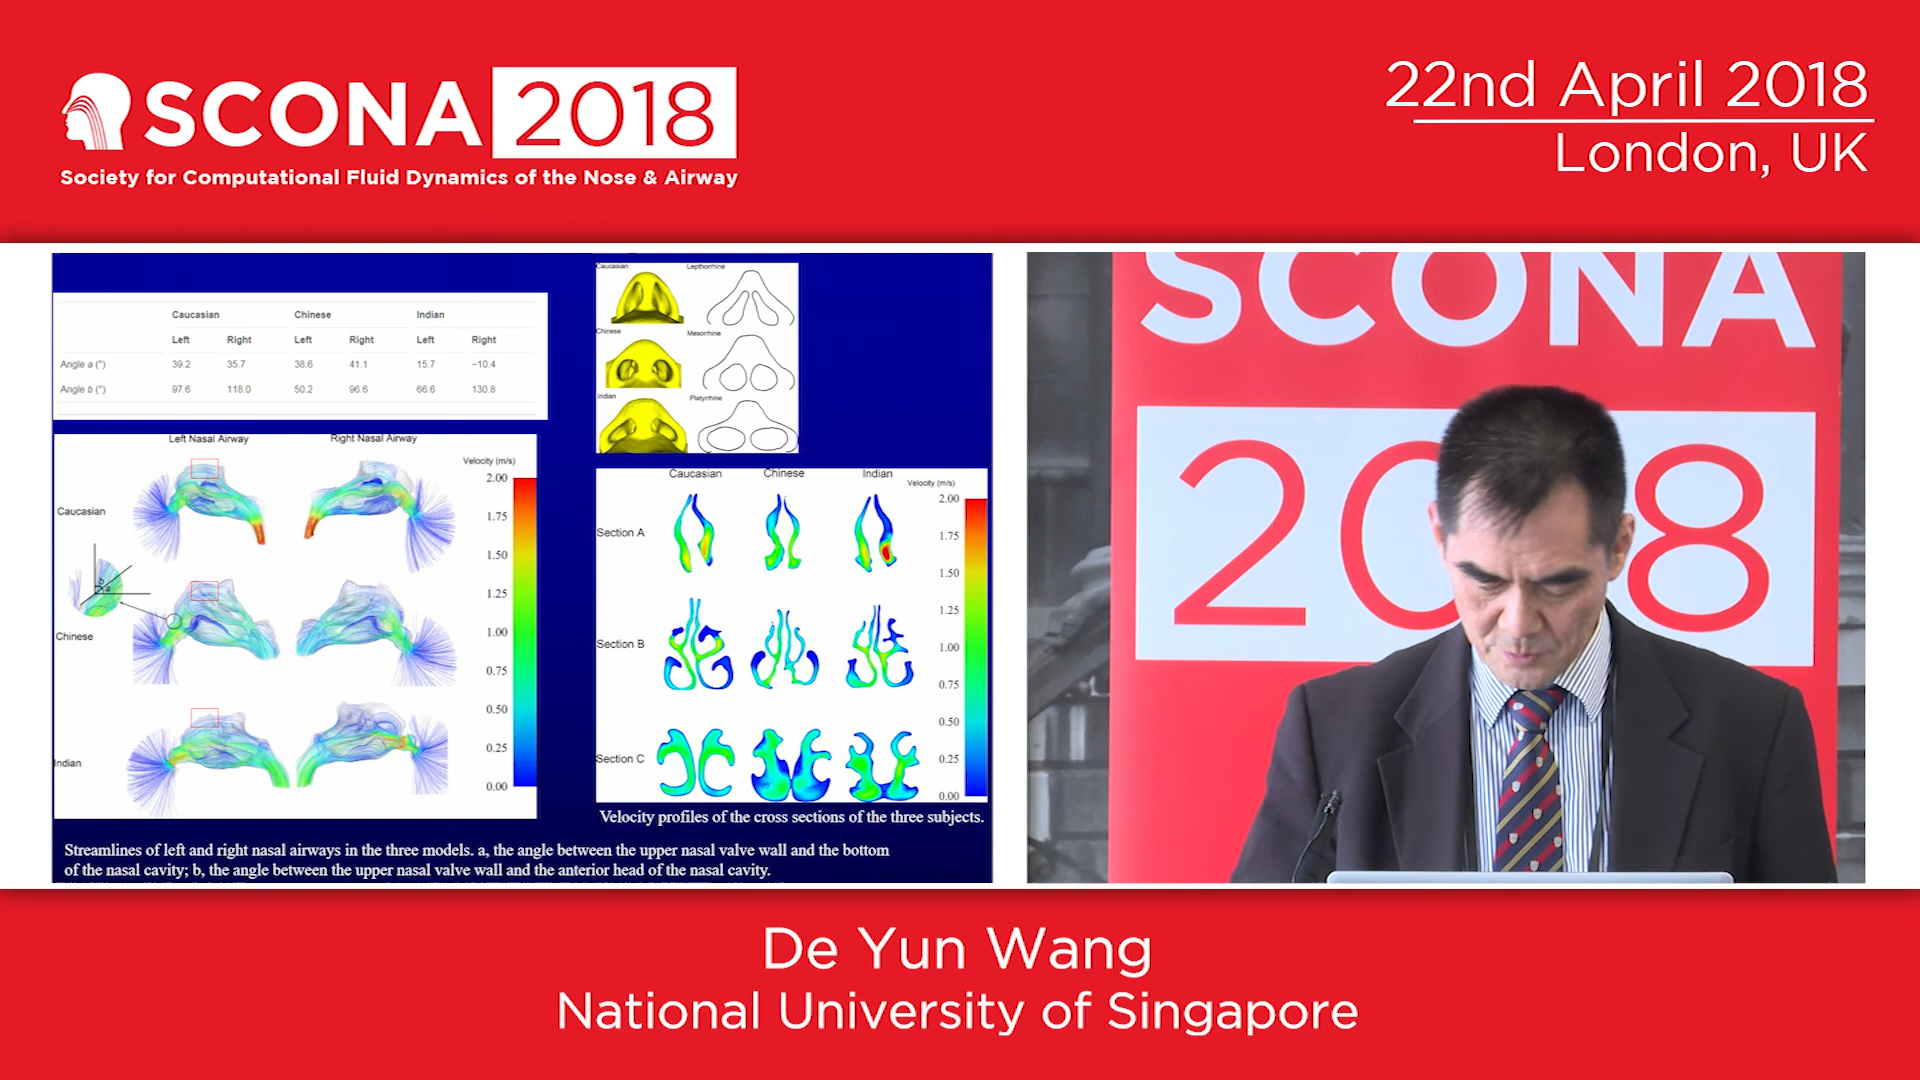 SCONA 2018
Society for Computational Fluid Dynamics of the Nose & Airway
22nd April 2018
London, UK
Caucasian Chinese Indian
Left Right Left Right Left Right
Angle a (°) 39.2 35.7 38.6 41.1 15.7 −10.4
Angle b (°) 97.6 118.0 50.2 96.6 66.6 130.8
Left Nasal Airway Right Nasal Airway
Velocity (m/s)
2.00
1.75
1.50
1.25
1.00
0.75
0.50
0.25
0.00
Caucasian
b
a
Chinese
Indian
Streamlines of left and right nasal airways in the three models. a, the angle between the upper nasal valve wall and the bottom
of the nasal cavity; b, the angle between the upper nasal valve wall and the anterior head of the nasal cavity.
Caucasian Lepthorrhine
Chinese Mesorrhine
Indian Platyrrhine
Caucasian Chinese Indian
Velocity (m/s)
2.00
1.75
1.50
1.25
1.00
0.75
0.50
0.25
0.00
Section A
Section B
Section C
Velocity profiles of the cross sections of the three subjects.
SCONA
20 8
De Yun Wang
National University of Singapore